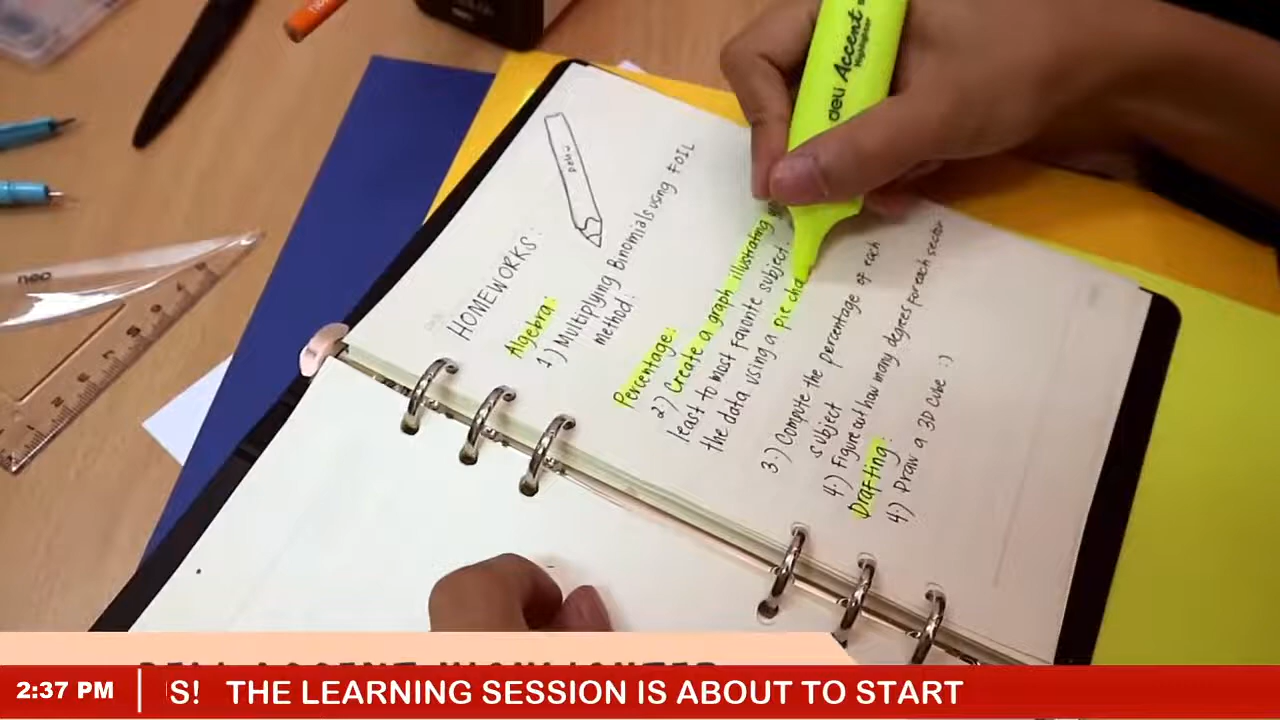 HOMEWORKS:
Algebra:
1) Multiplying Binomials using FOIL
method.
Percentage:
2) Create a graph illustrating
least to most favorite subject.
the data using a pie cha
3.) Compute the percentage of each
subject
4.) Figure out how many degrees for each sector
Drafting:
4.) Draw a 3D cube :)
deli Accent
Highlighter
neo
5
6
2:37 PM
S! THE LEARNING SESSION IS ABOUT TO START